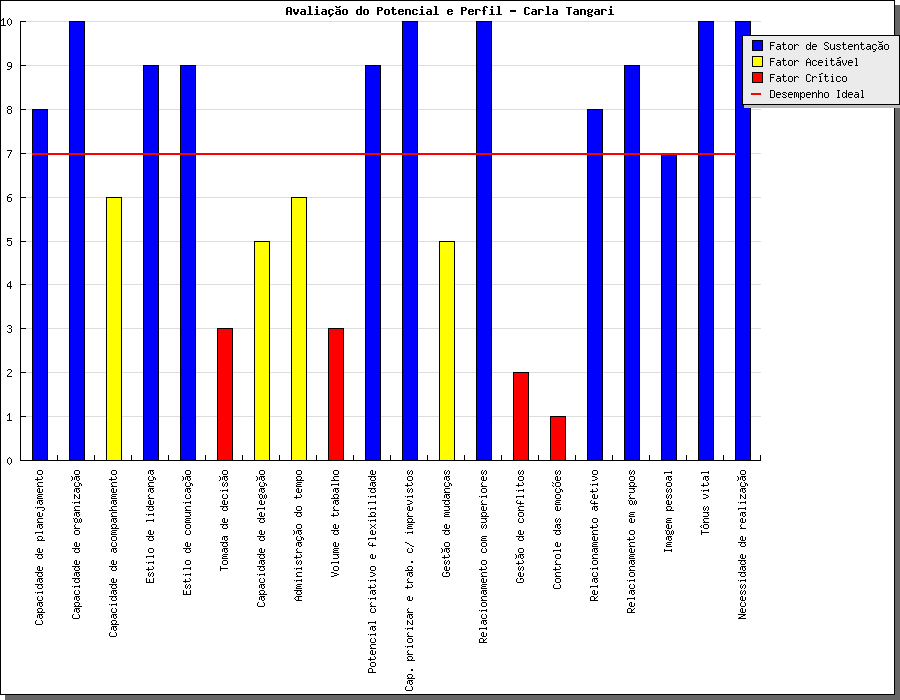 Avaliação do Potencial e Perfil - Carla Tangari
10
9
8
7
6
5
4
3
2
1
0
Fator de Sustentação
Fator Aceitável
Fator Crítico
Desempenho Ideal
Capacidade de planejamento
Capacidade de organização
Capacidade de acompanhamento
Estilo de liderança
Estilo de comunicação
Tomada de decisão
Capacidade de delegação
Administração do tempo
Volume de trabalho
Potencial criativo e flexibilidade
Cap. priorizar e trab. c/ imprevistos
Gestão de mudanças
Relacionamento com superiores
Gestão de conflitos
Controle das emoções
Relacionamento afetivo
Relacionamento em grupos
Imagem pessoal
Tônus vital
Necessidade de realização